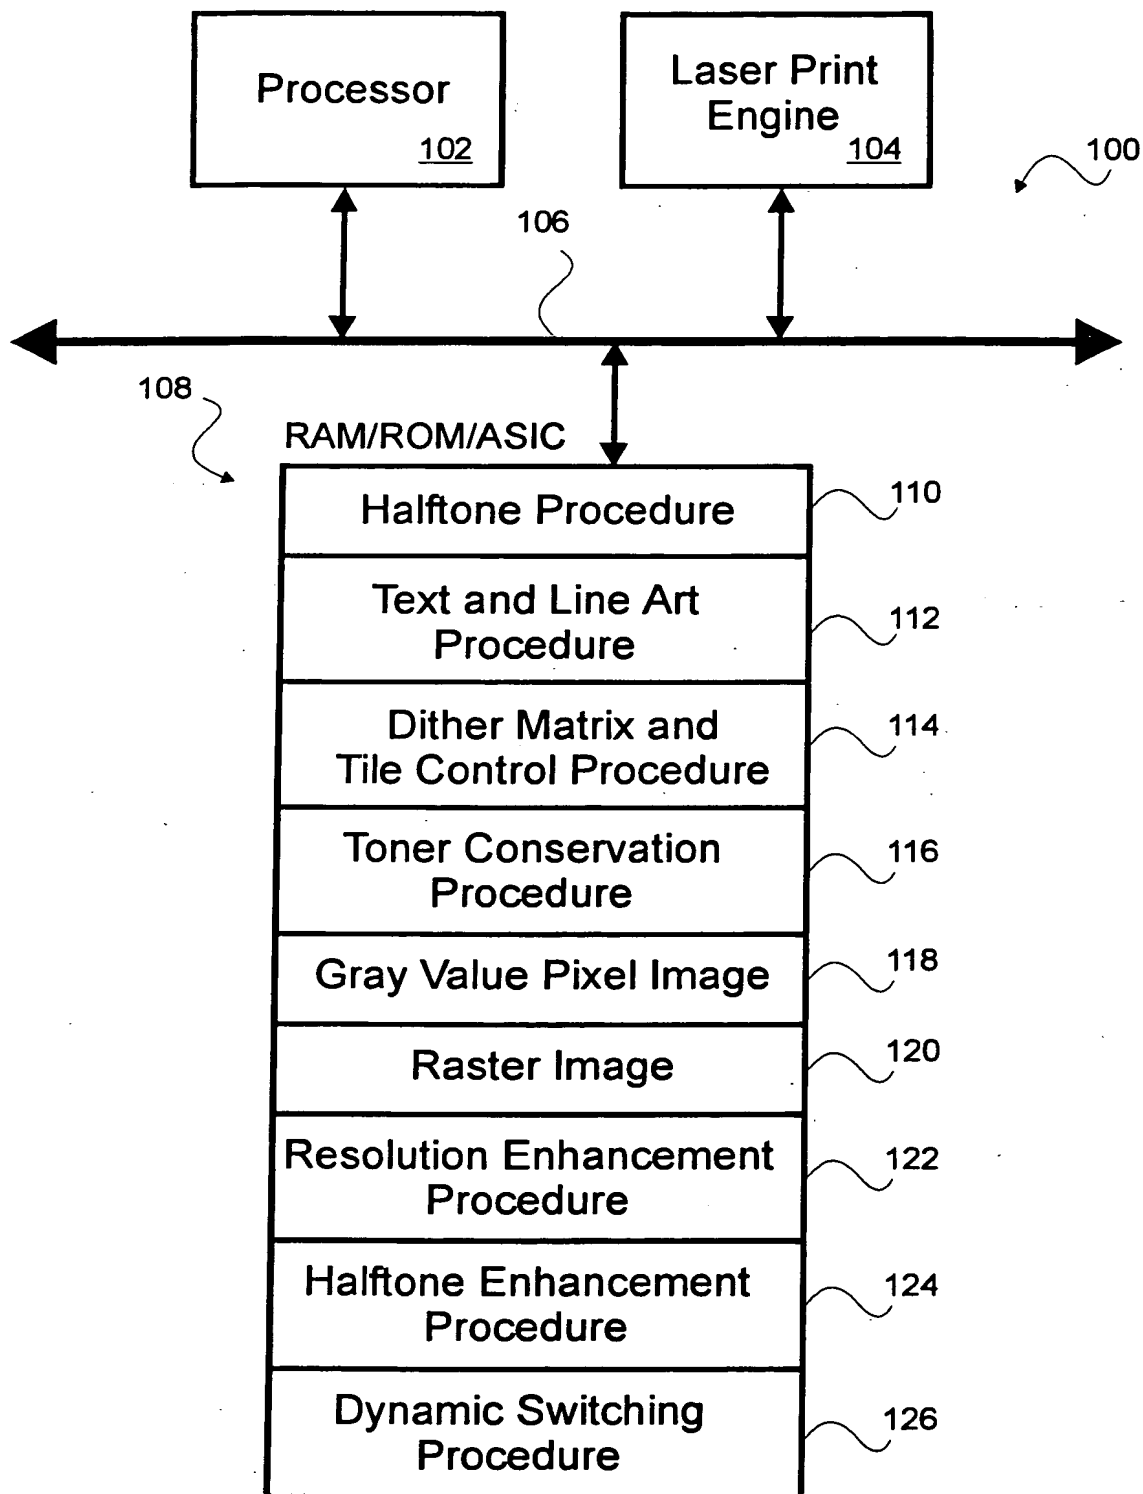 Processor
102
Laser Print
Engine
104
100
106
108
RAM/ROM/ASIC
Halftone Procedure
110
Text and Line Art
Procedure
112
Dither Matrix and
Tile Control Procedure
114
Toner Conservation
Procedure
116
Gray Value Pixel Image
118
Raster Image
120
Resolution Enhancement
Procedure
122
Halftone Enhancement
Procedure
124
Dynamic Switching
Procedure
126